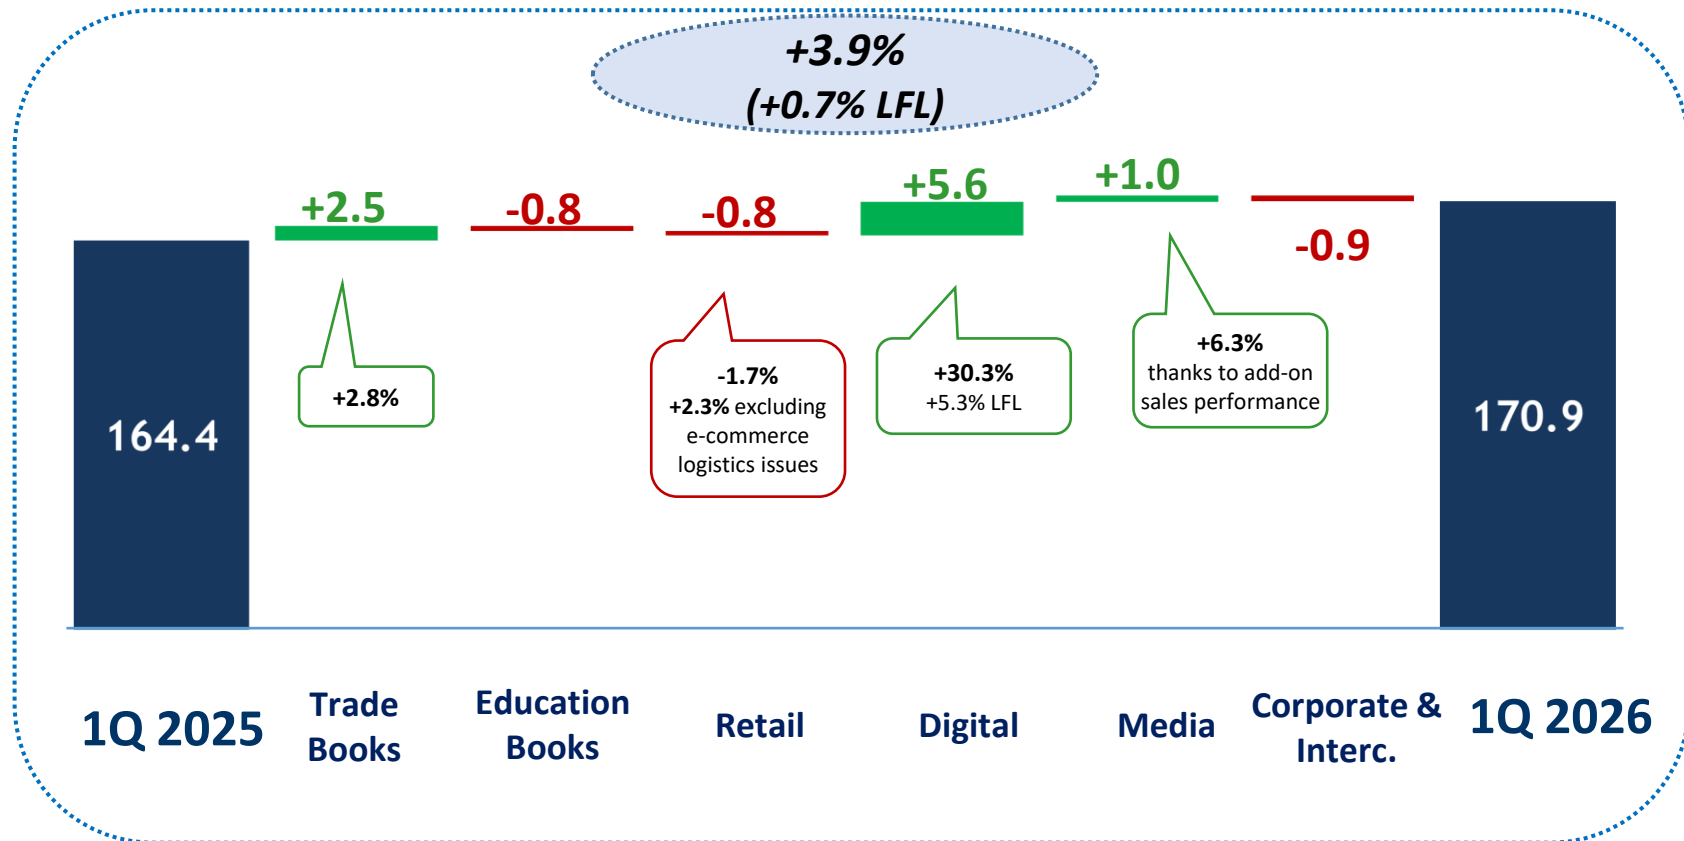 +3.9%
(+0.7% LFL)
+2.5
-0.8
-0.8
+5.6
+1.0
-0.9
+2.8%
-1.7%
+2.3% excluding
e-commerce
logistics issues
+30.3%
+5.3% LFL
+6.3%
thanks to add-on
sales performance
164.4
170.9
1Q 2025
Trade
Books
Education
Books
Retail
Digital
Media
Corporate &
Interc.
1Q 2026